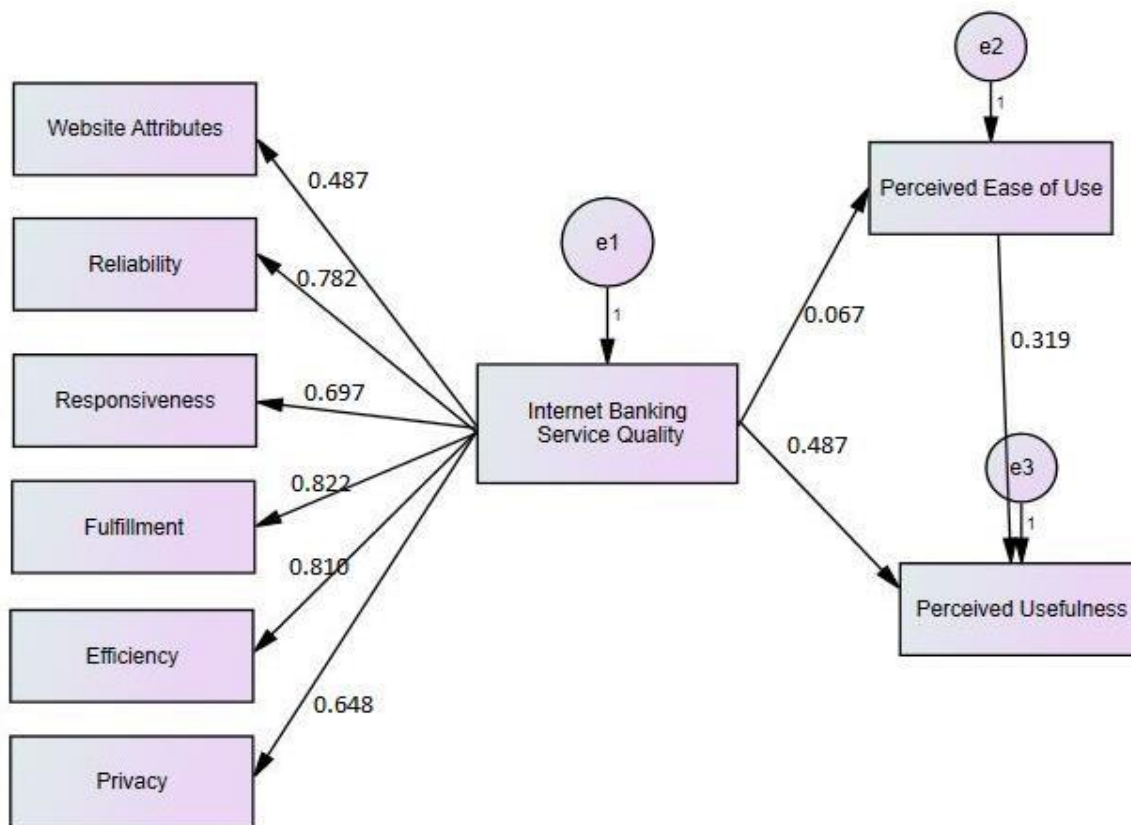 e2
1
Website Attributes
Perceived Ease of Use
0.487
Reliability
e1
0.782
1
0.067
0.319
Responsiveness
0.697
Internet Banking
Service Quality
0.487
e3
0.822
1
Fulfillment
0.810
Perceived Usefulness
Efficiency
0.648
Privacy